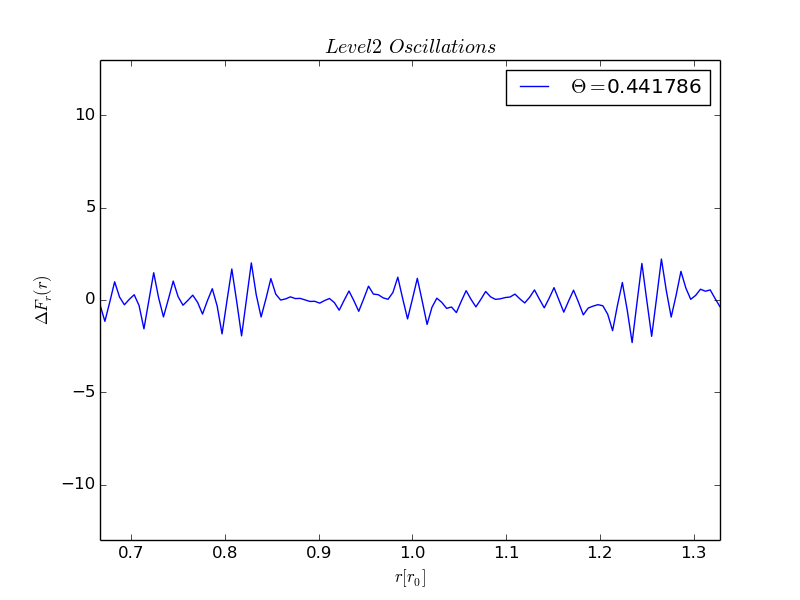 Level2 Oscillations
Θ=0.441786
10
5
0
−5
−10
ΔF_r(r)
0.7 0.8 0.9 1.0 1.1 1.2 1.3
r[r_0]